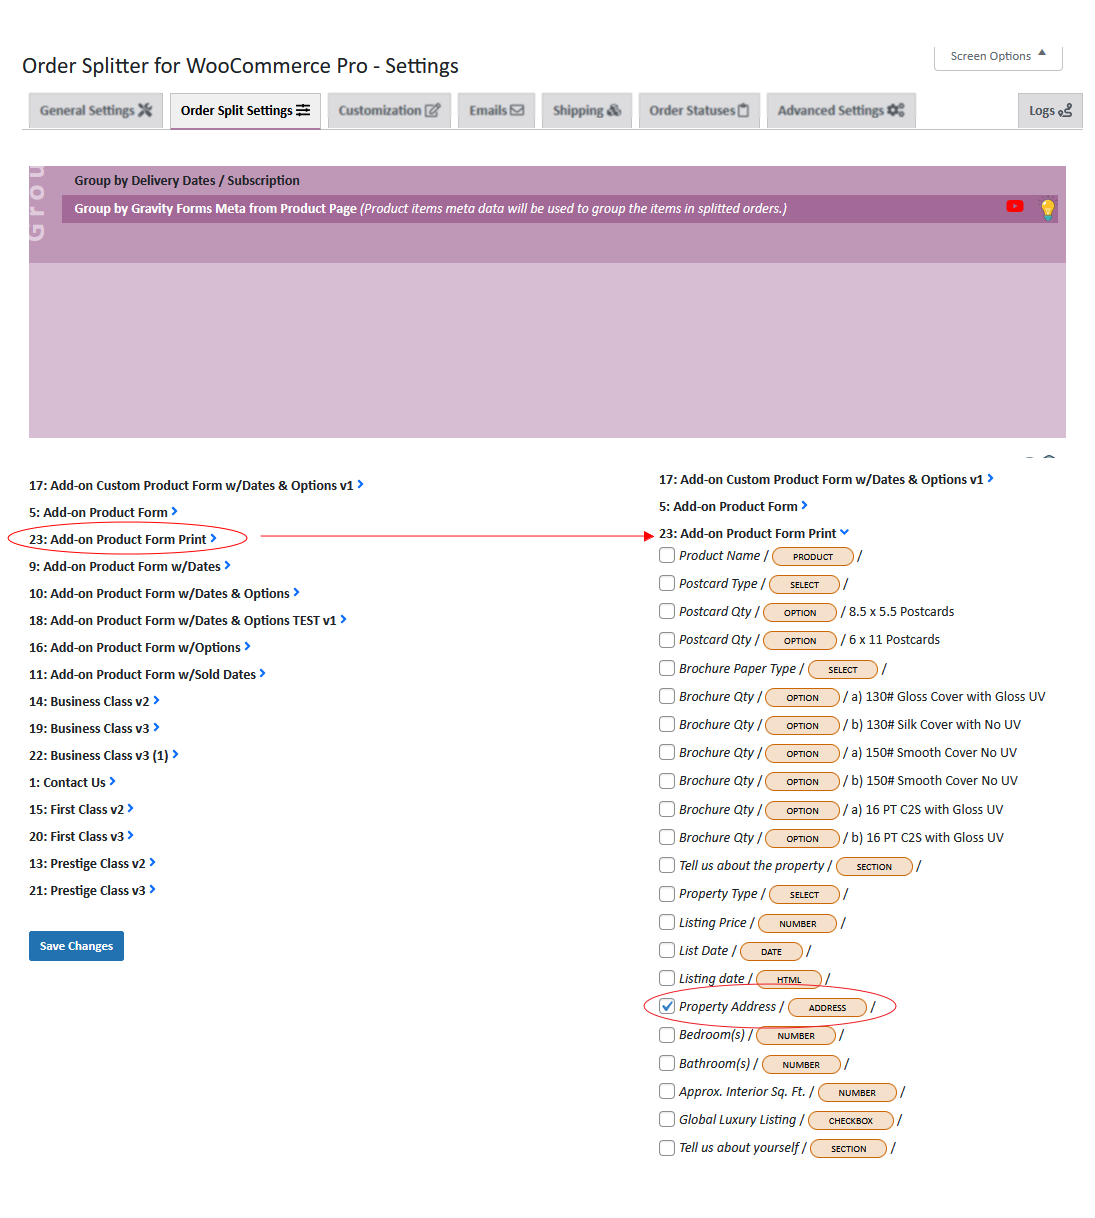 Screen Options
Order Splitter for WooCommerce Pro - Settings
General Settings
Order Split Settings
Customization
Emails
Shipping
Order Statuses
Advanced Settings
Logs
Grou
Group by Delivery Dates / Subscription
Group by Gravity Forms Meta from Product Page (Product items meta data will be used to group the items in splitted orders.)
17: Add-on Custom Product Form w/Dates & Options v1
5: Add-on Product Form
23: Add-on Product Form Print
9: Add-on Product Form w/Dates
10: Add-on Product Form w/Dates & Options
18: Add-on Product Form w/Dates & Options TEST v1
16: Add-on Product Form w/Options
11: Add-on Product Form w/Sold Dates
14: Business Class v2
19: Business Class v3
22: Business Class v3 (1)
1: Contact Us
15: First Class v2
20: First Class v3
13: Prestige Class v2
21: Prestige Class v3
Save Changes
17: Add-on Custom Product Form w/Dates & Options v1
5: Add-on Product Form
23: Add-on Product Form Print
Product Name / PRODUCT /
Postcard Type / SELECT /
Postcard Qty / OPTION / 8.5 x 5.5 Postcards
Postcard Qty / OPTION / 6 x 11 Postcards
Brochure Paper Type / SELECT /
Brochure Qty / OPTION / a) 130# Gloss Cover with Gloss UV
Brochure Qty / OPTION / b) 130# Silk Cover with No UV
Brochure Qty / OPTION / a) 150# Smooth Cover No UV
Brochure Qty / OPTION / b) 150# Smooth Cover No UV
Brochure Qty / OPTION / a) 16 PT C2S with Gloss UV
Brochure Qty / OPTION / b) 16 PT C2S with Gloss UV
Tell us about the property / SECTION /
Property Type / SELECT /
Listing Price / NUMBER /
List Date / DATE /
Listing date / HTML /
Property Address / ADDRESS /
Bedroom(s) / NUMBER /
Bathroom(s) / NUMBER /
Approx. Interior Sq. Ft. / NUMBER /
Global Luxury Listing / CHECKBOX /
Tell us about yourself / SECTION /